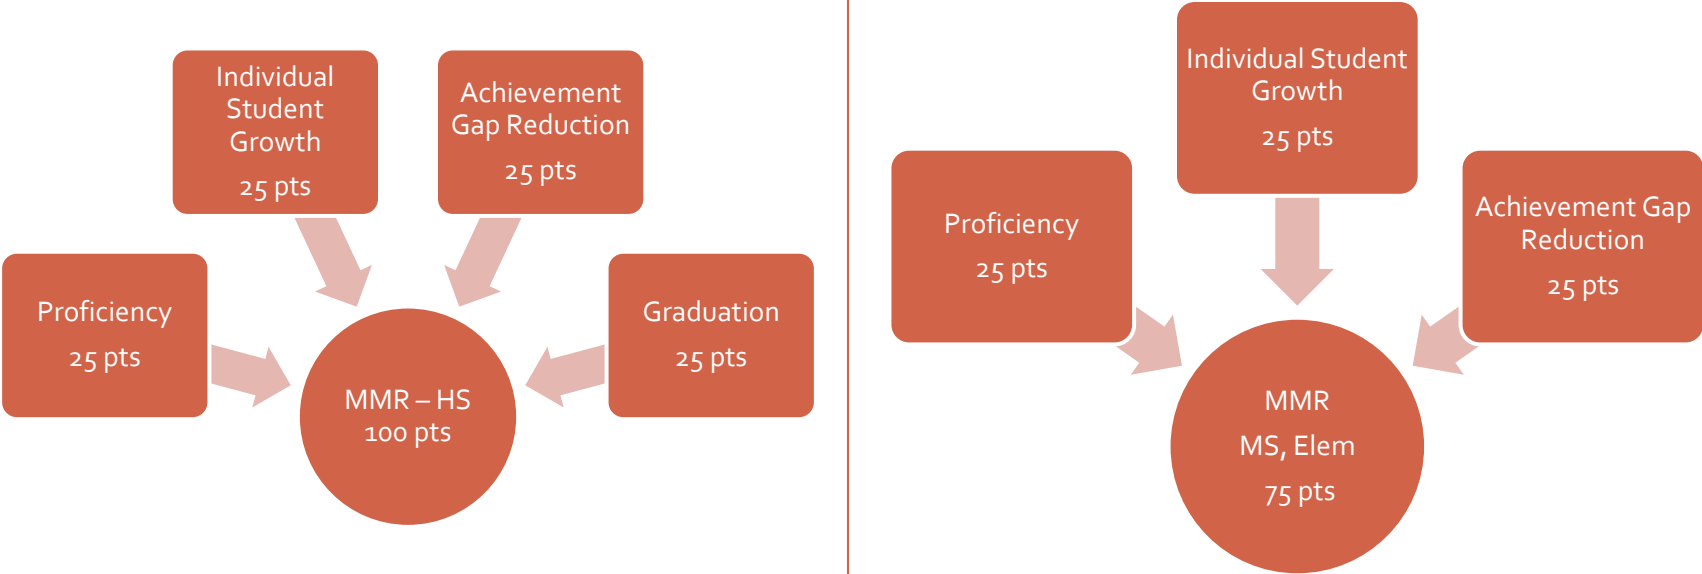 Individual
Student
Growth
25 pts
Achievement
Gap Reduction
25 pts
Proficiency
25 pts
Graduation
25 pts
MMR – HS
100 pts
Individual Student
Growth
25 pts
Proficiency
25 pts
Achievement Gap
Reduction
25 pts
MMR
MS, Elem
75 pts